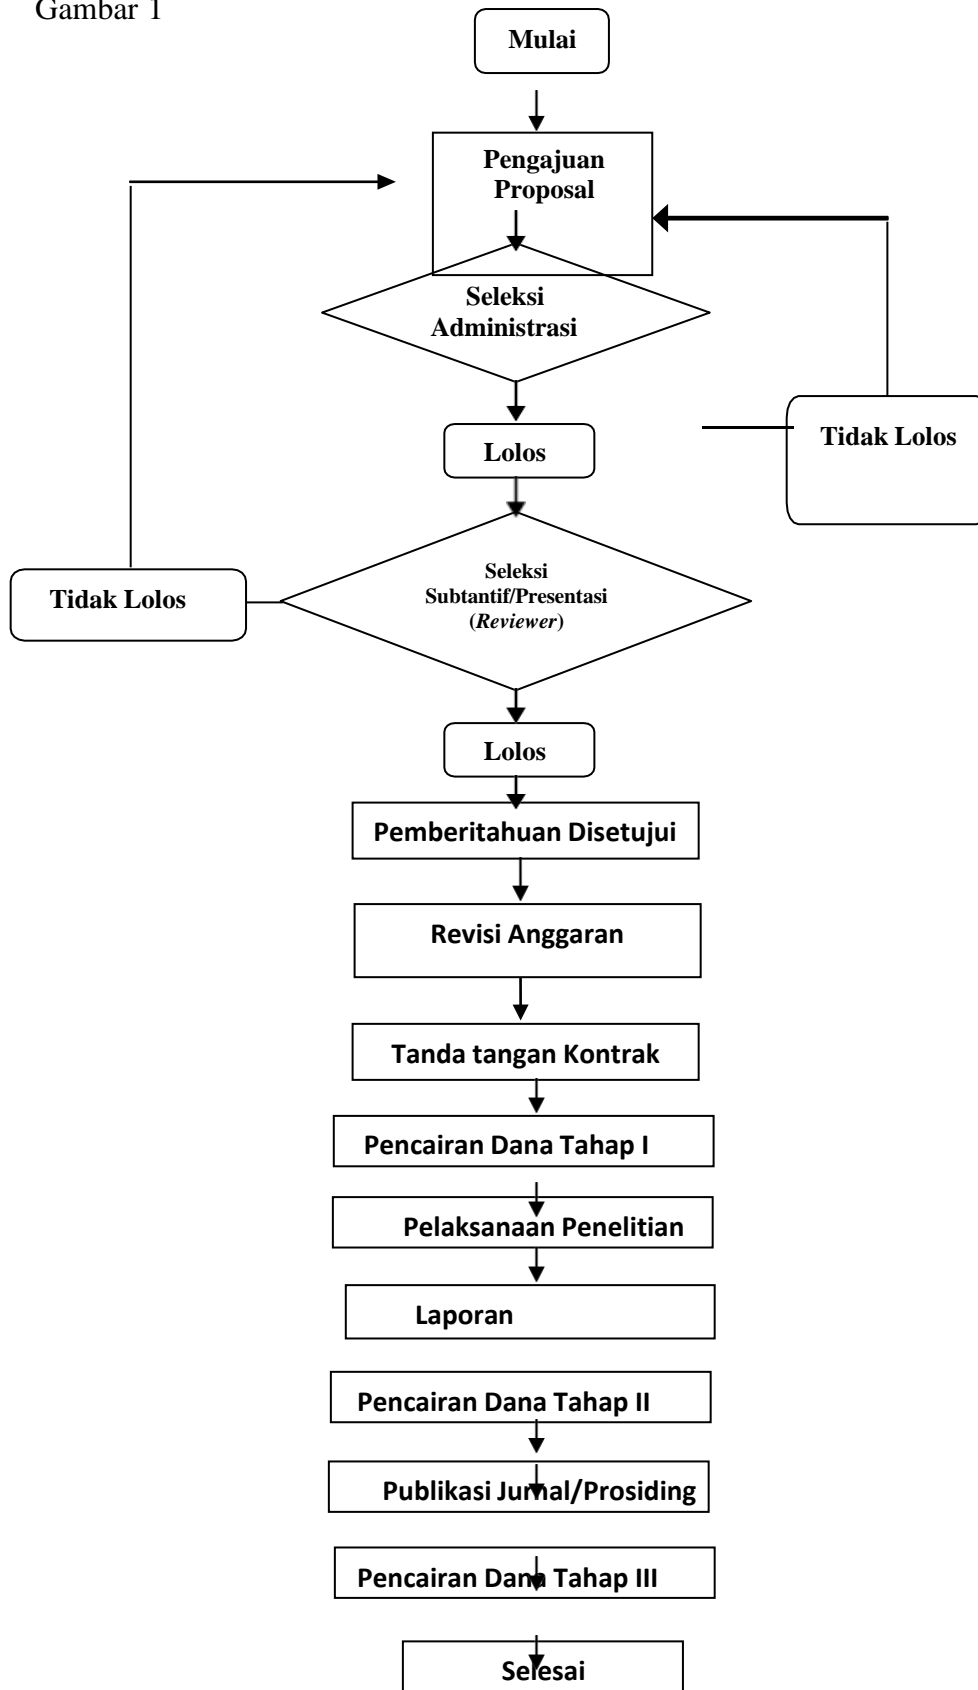 Gambar 1
Mulai
Pengajuan
Proposal
Seleksi
Administrasi
Lolos
Tidak Lolos
Seleksi
Subtantif/Presentasi
(Reviewer)
Tidak Lolos
Lolos
Pemberitahuan Disetujui
Revisi Anggaran
Tanda tangan Kontrak
Pencairan Dana Tahap I
Pelaksanaan Penelitian
Laporan
Pencairan Dana Tahap II
Publikasi Jurnal/Prosiding
Pencairan Dana Tahap III
Selesai